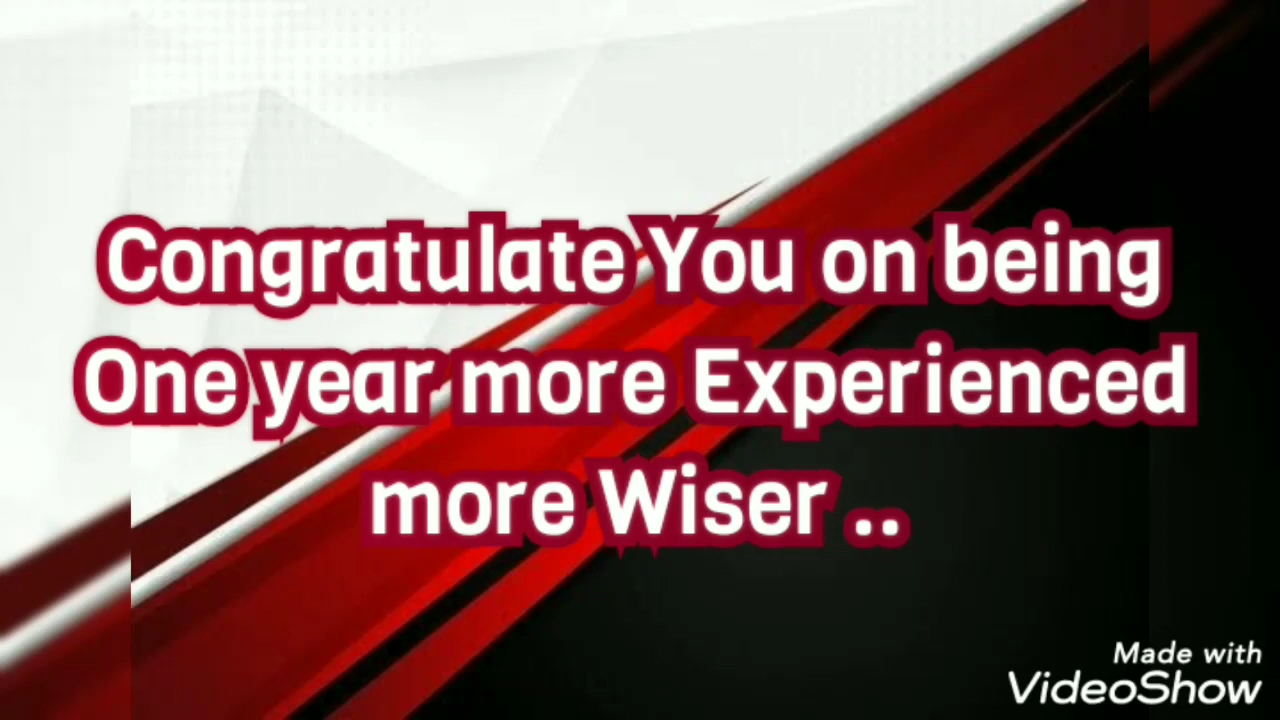 Congratulate You on being
One year more Experienced
more Wiser ..
Made with
VideoShow